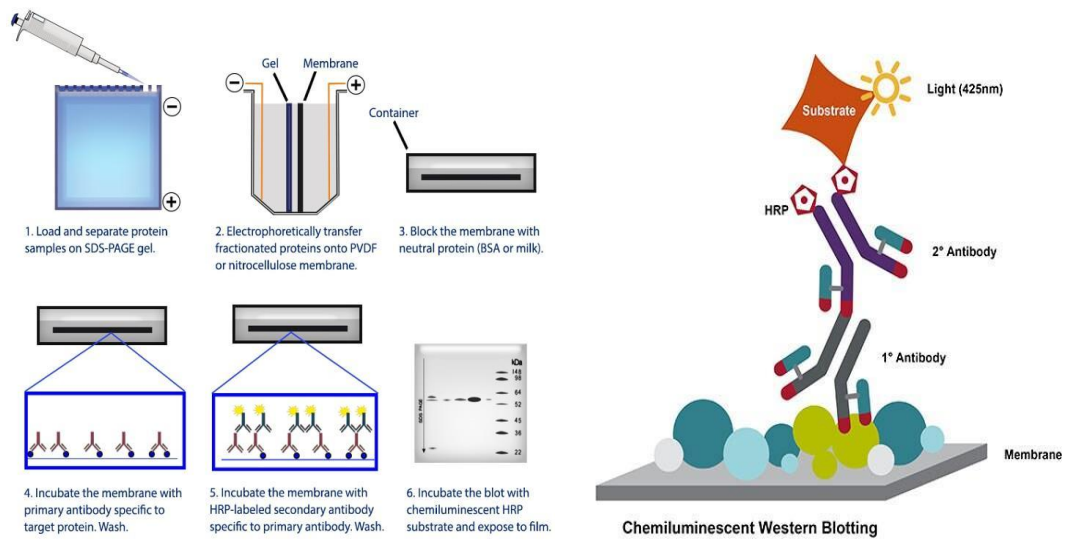 1. Load and separate protein
samples on SDS-PAGE gel.
Gel
Membrane
2. Electrophoretically transfer
fractionated proteins onto PVDF
or nitrocellulose membrane.
Container
3. Block the membrane with
neutral protein (BSA or milk).
4. Incubate the membrane with
primary antibody specific to
target protein. Wash.
5. Incubate the membrane with
HRP-labeled secondary antibody
specific to primary antibody. Wash.
SDS PAGE
kDa
148
98
64
52
45
36
22
6. Incubate the blot with
chemiluminescent HRP
substrate and expose to film.
Substrate
Light (425nm)
HRP
2° Antibody
1° Antibody
Membrane
Chemiluminescent Western Blotting